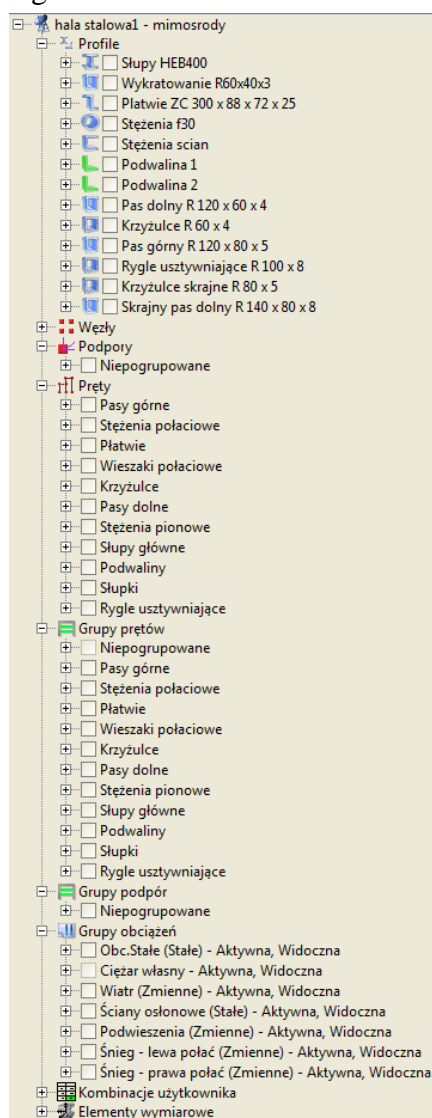 hala stalowa1 - mimosrody
Profile
Słupy HEB400
Wykratowanie R60x40x3
Płatwie ZC 300 x 88 x 72 x 25
Stężenia f30
Stężenia scian
Podwalina 1
Podwalina 2
Pas dolny R 120 x 60 x 4
Krzyżulce R 60 x 4
Pas górny R 120 x 80 x 5
Rygle usztywniające R 100 x 8
Krzyżulce skrajne R 80 x 5
Skrajny pas dolny R 140 x 80 x 8
Węzły
Podpory
Niepogrupowane
Pręty
Pasy górne
Stężenia połaciowe
Płatwie
Wieszaki połaciowe
Krzyżulce
Pasy dolne
Stężenia pionowe
Słupy główne
Podwaliny
Słupki
Rygle usztywniające
Grupy prętów
Niepogrupowane
Pasy górne
Stężenia połaciowe
Płatwie
Wieszaki połaciowe
Krzyżulce
Pasy dolne
Stężenia pionowe
Słupy główne
Podwaliny
Słupki
Rygle usztywniające
Grupy podpór
Niepogrupowane
Grupy obciążeń
Obc.Stałe (Stałe) - Aktywna, Widoczna
Ciężar własny - Aktywna, Widoczna
Wiatr (Zmienne) - Aktywna, Widoczna
Ściany osłonowe (Stałe) - Aktywna, Widoczna
Podwieszenia (Zmienne) - Aktywna, Widoczna
Śnieg - lewa połać (Zmienne) - Aktywna, Widoczna
Śnieg - prawa połać (Zmienne) - Aktywna, Widoczna
Kombinacje użytkownika
Elementy wymiarowe